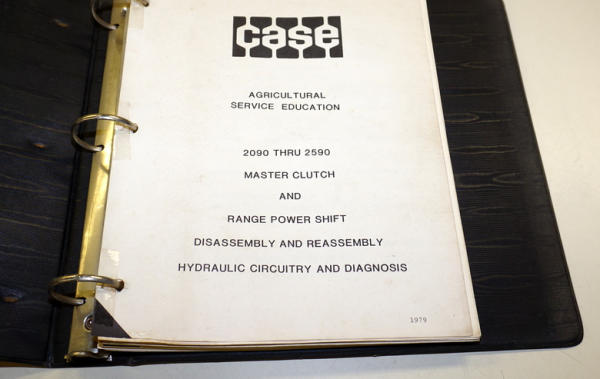 case
AGRICULTURAL
SERVICE EDUCATION
2090 THRU 2590
MASTER CLUTCH
AND
RANGE POWER SHIFT
DISASSEMBLY AND REASSEMBLY
HYDRAULIC CIRCUITRY AND DIAGNOSIS
1979